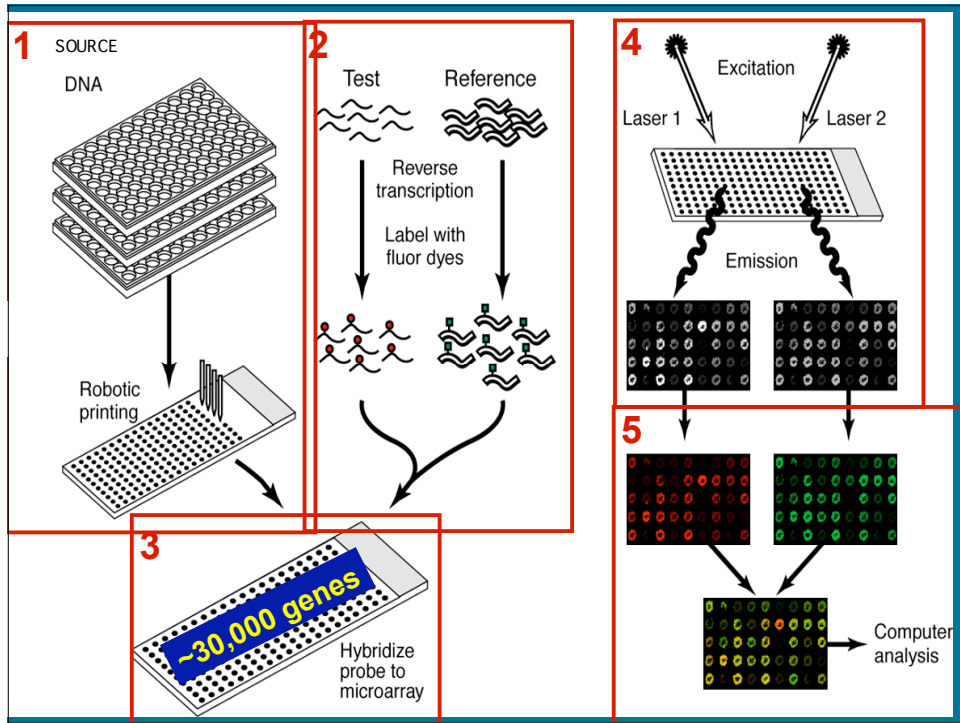 1
SOURCE
DNA
Robotic
printing
2
Test
Reference
Reverse
transcription
Label with
fluor dyes
3
~30,000 genes
Hybridize
probe to
microarray
4
Excitation
Laser 1
Laser 2
Emission
5
Computer
analysis